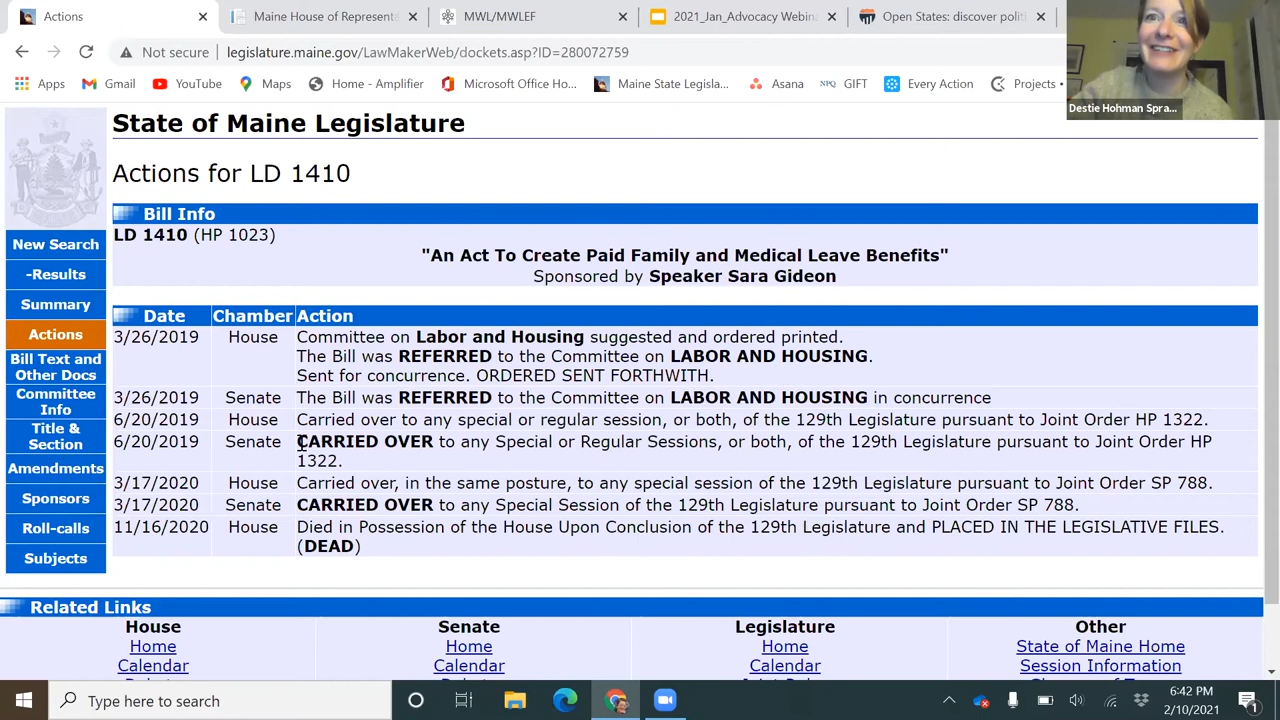 Actions
Maine House of Represent
MWL/MWLEF
2021_Jan_Advocacy Webina
Open States: discover polit
Not secure
legislature.maine.gov/LawMakerWeb/dockets.asp?ID=280072759
Apps
Gmail
YouTube
Maps
Home - Amplifier
Microsoft Office Ho...
Maine State Legisla...
Asana
NPQ GIFT
Every Action
Projects
Destie Hohman Spra...
State of Maine Legislature
Actions for LD 1410
New Search
-Results
Summary
Actions
Bill Text and
Other Docs
Committee
Info
Title &
Section
Amendments
Sponsors
Roll-calls
Subjects
Bill Info
LD 1410 (HP 1023)
"An Act To Create Paid Family and Medical Leave Benefits"
Sponsored by Speaker Sara Gideon
Date Chamber Action
3/26/2019 House Committee on Labor and Housing suggested and ordered printed.
The Bill was REFERRED to the Committee on LABOR AND HOUSING.
Sent for concurrence. ORDERED SENT FORTHWITH.
3/26/2019 Senate The Bill was REFERRED to the Committee on LABOR AND HOUSING in concurrence
6/20/2019 House Carried over to any special or regular session, or both, of the 129th Legislature pursuant to Joint Order HP 1322.
6/20/2019 Senate CARRIED OVER to any Special or Regular Sessions, or both, of the 129th Legislature pursuant to Joint Order HP
1322.
3/17/2020 House Carried over, in the same posture, to any special session of the 129th Legislature pursuant to Joint Order SP 788.
3/17/2020 Senate CARRIED OVER to any Special Session of the 129th Legislature pursuant to Joint Order SP 788.
11/16/2020 House Died in Possession of the House Upon Conclusion of the 129th Legislature and PLACED IN THE LEGISLATIVE FILES.
(DEAD)
Related Links
House Senate Legislature Other
Home Home Home State of Maine Home
Calendar Calendar Calendar Session Information
Type here to search
6:42 PM
2/10/2021
1